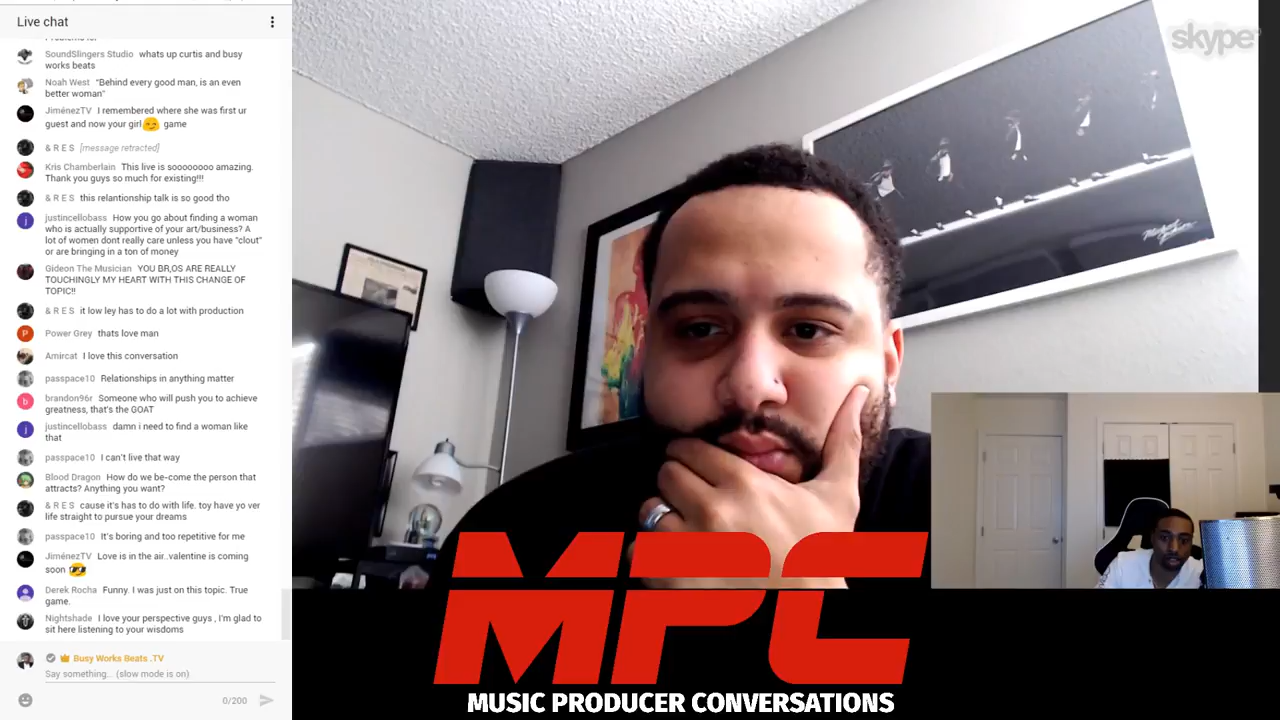 Live chat
SoundSlingers Studio whats up curtis and busy
works beats
Noah West "Behind every good man, is an even
better woman"
JiménezTV I remembered where she was first ur
guest and now your girl😏 game
& R E S [message retracted]
Kris Chamberlain This live is sooooooo amazing.
Thank you guys so much for existing!!!
& R E S this relantionship talk is so good tho
justincellobass How you go about finding a woman
who is actually supportive of your art/business? A
lot of women dont really care unless you have "clout"
or are bringing in a ton of money
Gideon The Musician YOU BR,OS ARE REALLY
TOUCHINGLY MY HEART WITH THIS CHANGE OF
TOPIC!!
& R E S it low ley has to do a lot with production
Power Grey thats love man
Amircat I love this conversation
passpace10 Relationships in anything matter
brandon96r Someone who will push you to achieve
greatness, that's the GOAT
justincellobass damn i need to find a woman like
that
passpace10 I can't live that way
Blood Dragon How do we be-come the person that
attracts? Anything you want?
& R E S cause it's has to do with life. toy have yo ver
life straight to pursue your dreams
passpace10 It's boring and too repetitive for me
JiménezTV Love is in the air..valentine is coming
soon 😎
Derek Rocha Funny. I was just on this topic. True
game.
Nightshade I love your perspective guys , I'm glad to
sit here listening to your wisdoms
Busy Works Beats .TV
Say something... (slow mode is on)
0/200
skype
MPC
MUSIC PRODUCER CONVERSATIONS